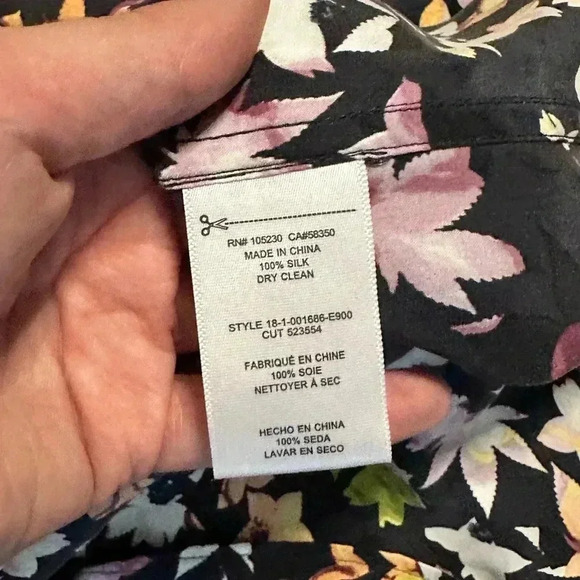 RN# 105230 CA#58350
MADE IN CHINA
100% SILK
DRY CLEAN
STYLE 18-1-001686-E900
CUT 523554
FABRIQUÉ EN CHINE
100% SOIE
NETTOYER À SEC
HECHO EN CHINA
100% SEDA
LAVAR EN SECO